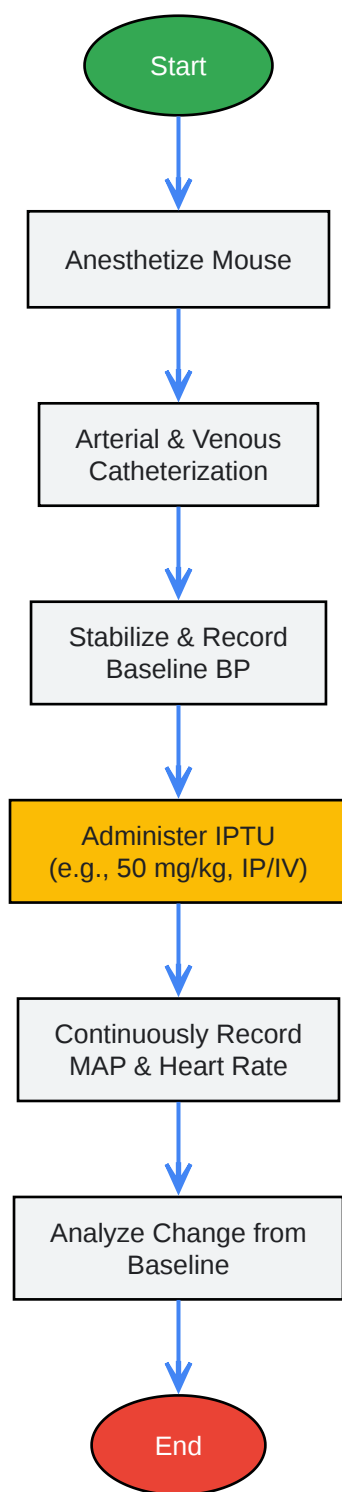 Start
Anesthetize Mouse
Arterial & Venous
Catheterization
Stabilize & Record
Baseline BP
Administer IPTU
(e.g., 50 mg/kg, IP/IV)
Continuously Record
MAP & Heart Rate
Analyze Change from
Baseline
End